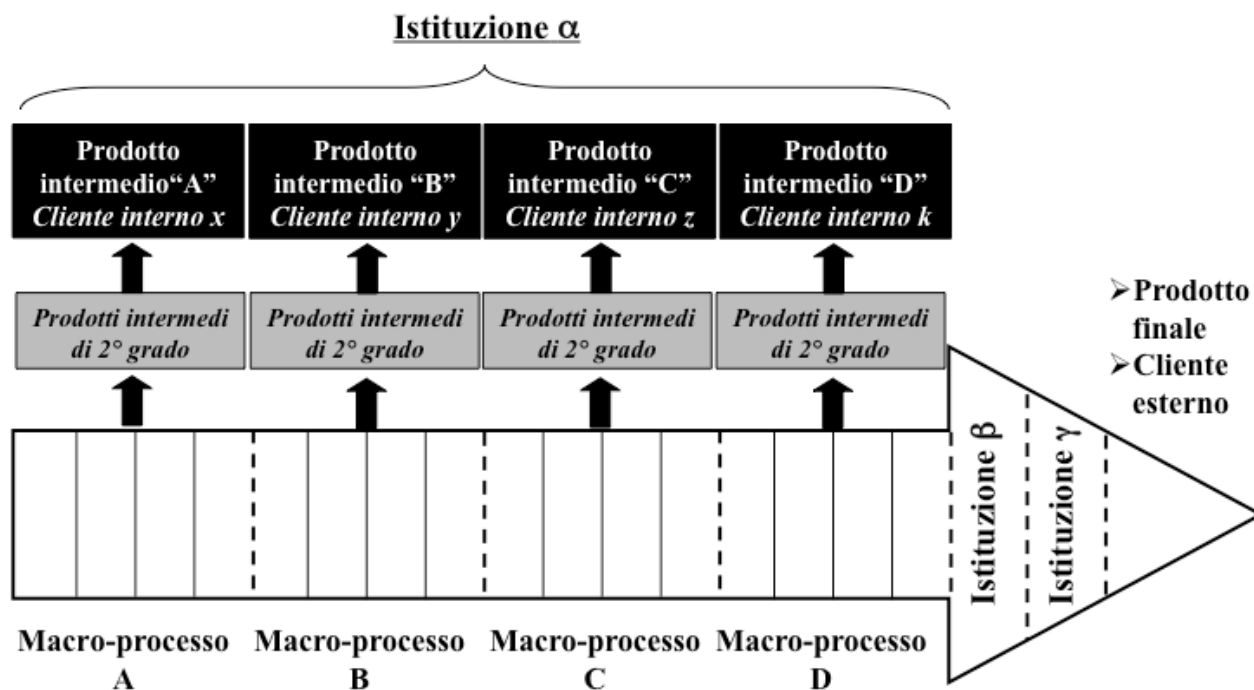 Istituzione α
Prodotto
intermedio“A”
Cliente interno x
Prodotto
intermedio “B”
Cliente interno y
Prodotto
intermedio “C”
Cliente interno z
Prodotto
intermedio “D”
Cliente interno k
Prodotti intermedi
di 2° grado
Prodotti intermedi
di 2° grado
Prodotti intermedi
di 2° grado
Prodotti intermedi
di 2° grado
➢Prodotto
finale
➢Cliente
esterno
Istituzione β
Istituzione γ
Macro-processo
A
Macro-processo
B
Macro-processo
C
Macro-processo
D